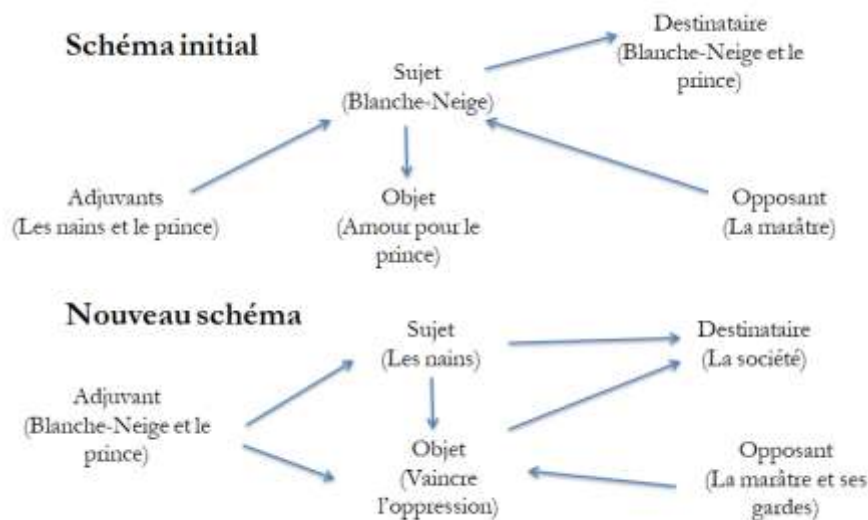 Schéma initial
Destinataire
(Blanche-Neige et le
prince)
Sujet
(Blanche-Neige)
Adjuvants
(Les nains et le prince)
Objet
(Amour pour le
prince)
Opposant
(La marâtre)
Nouveau schéma
Sujet
(Les nains)
Destinataire
(La société)
Adjuvant
(Blanche-Neige et le
prince)
Objet
(Vaincre
l'oppression)
Opposant
(La marâtre et ses
gardes)